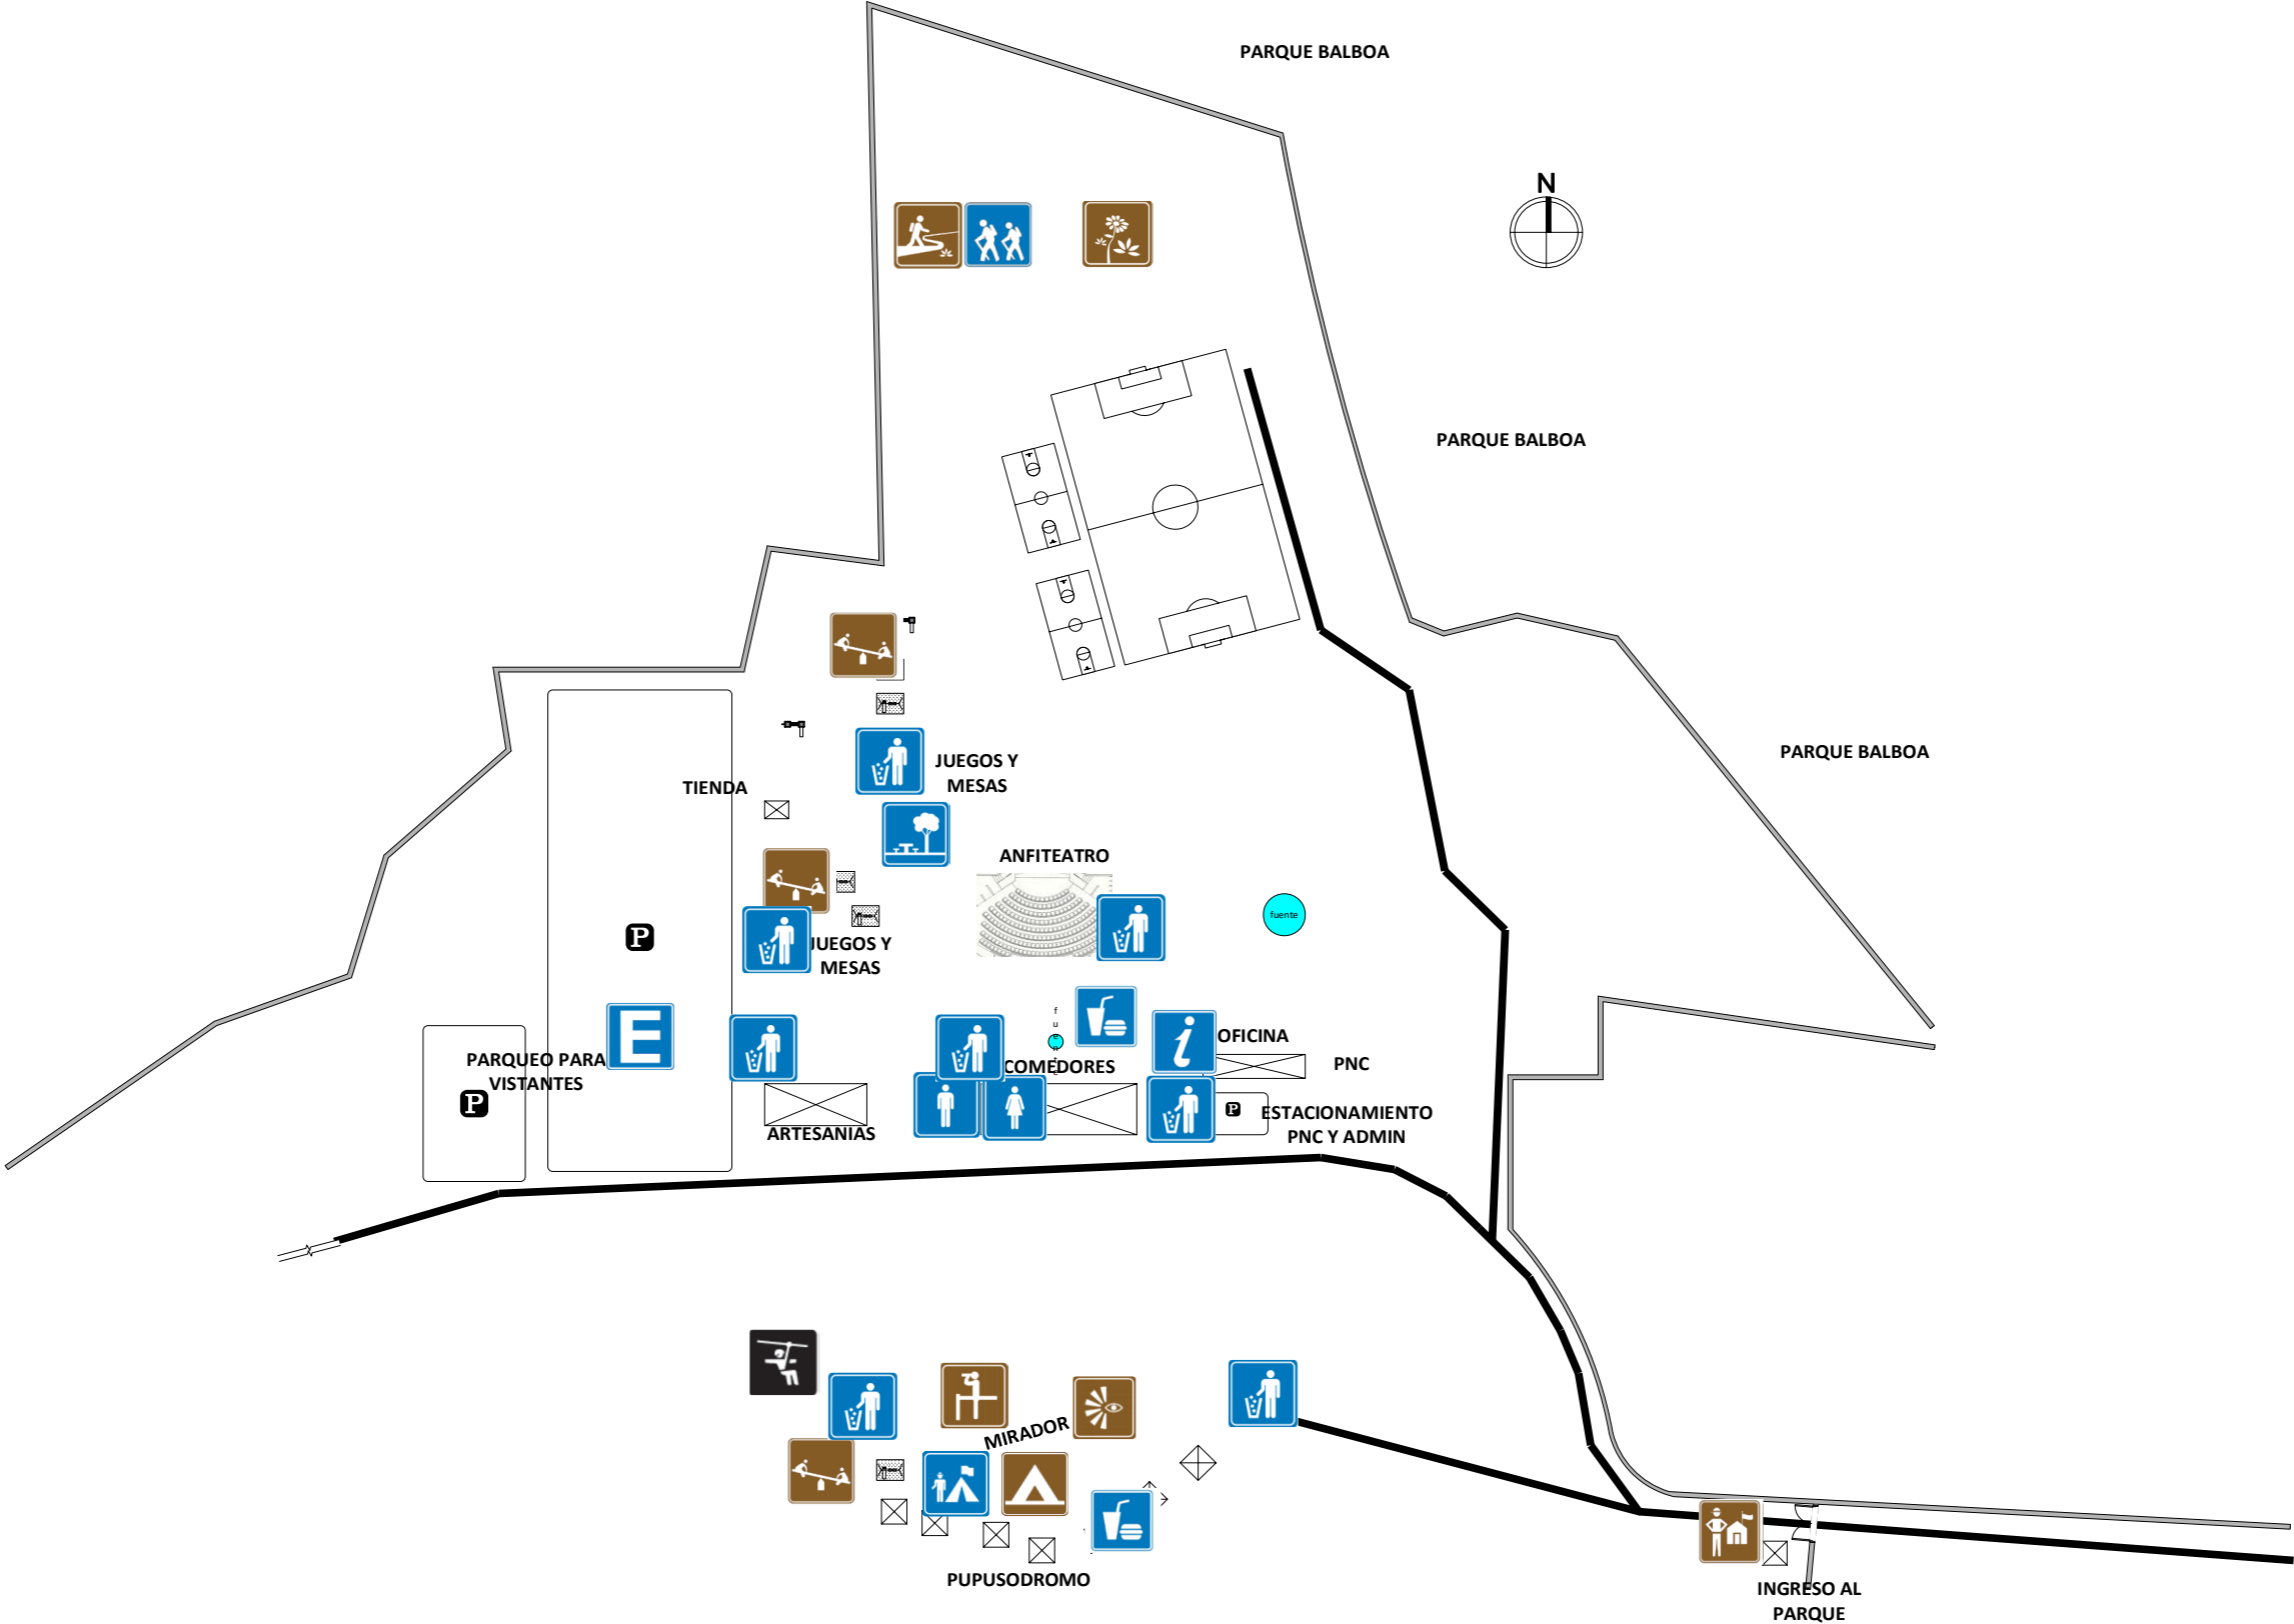 PARQUE BALBOA
N
PARQUE BALBOA
PARQUE BALBOA
JUEGOS Y
MESAS
TIENDA
ANFITEATRO
fuente
P
JUEGOS Y
MESAS
E
i
OFICINA
PARQUEO PARA
VISTANTES
COMEDORES
PNC
P
P
ESTACIONAMIENTO
PNC Y ADMIN
ARTESANIAS
MIRADOR
PUPUSODROMO
INGRESO AL
PARQUE